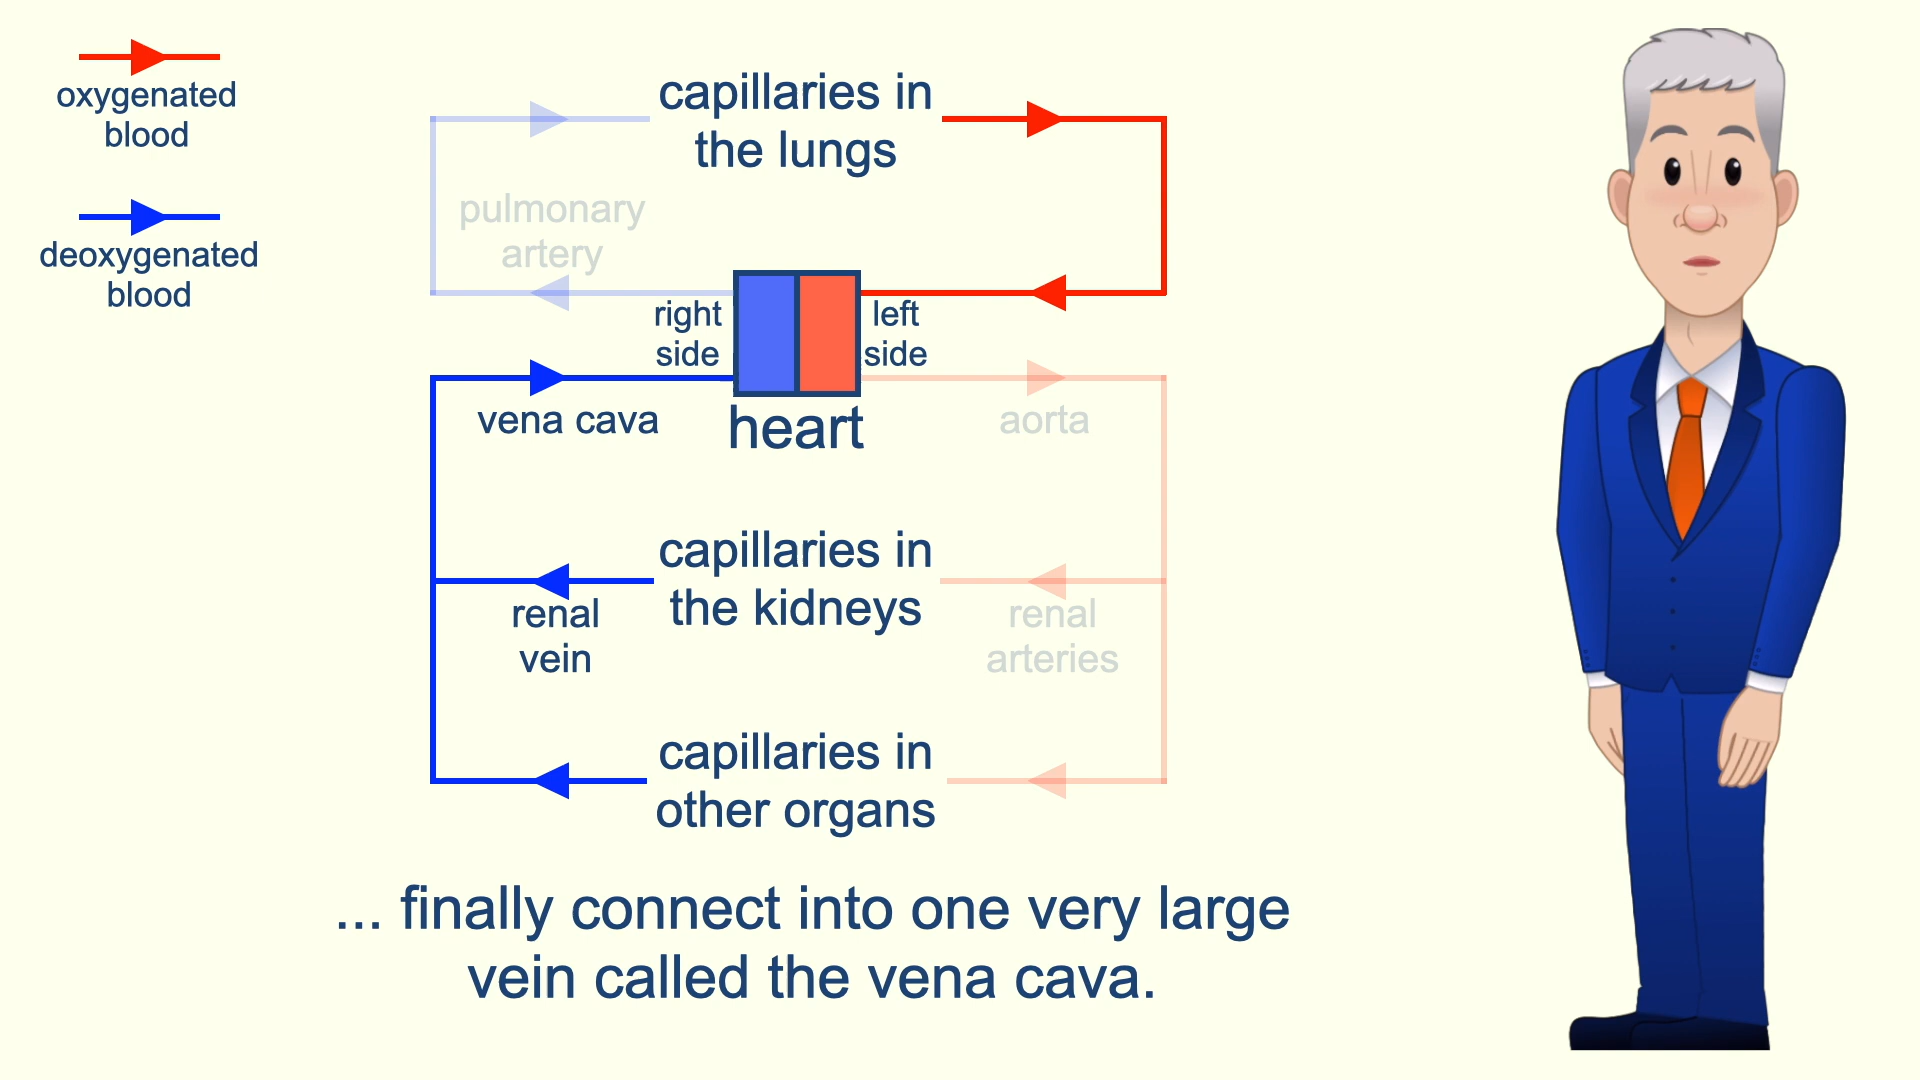 oxygenated
blood
deoxygenated
blood
capillaries in
the lungs
pulmonary
artery
right
side
left
side
vena cava
heart
aorta
capillaries in
the kidneys
renal
vein
renal
arteries
capillaries in
other organs
... finally connect into one very large
vein called the vena cava.